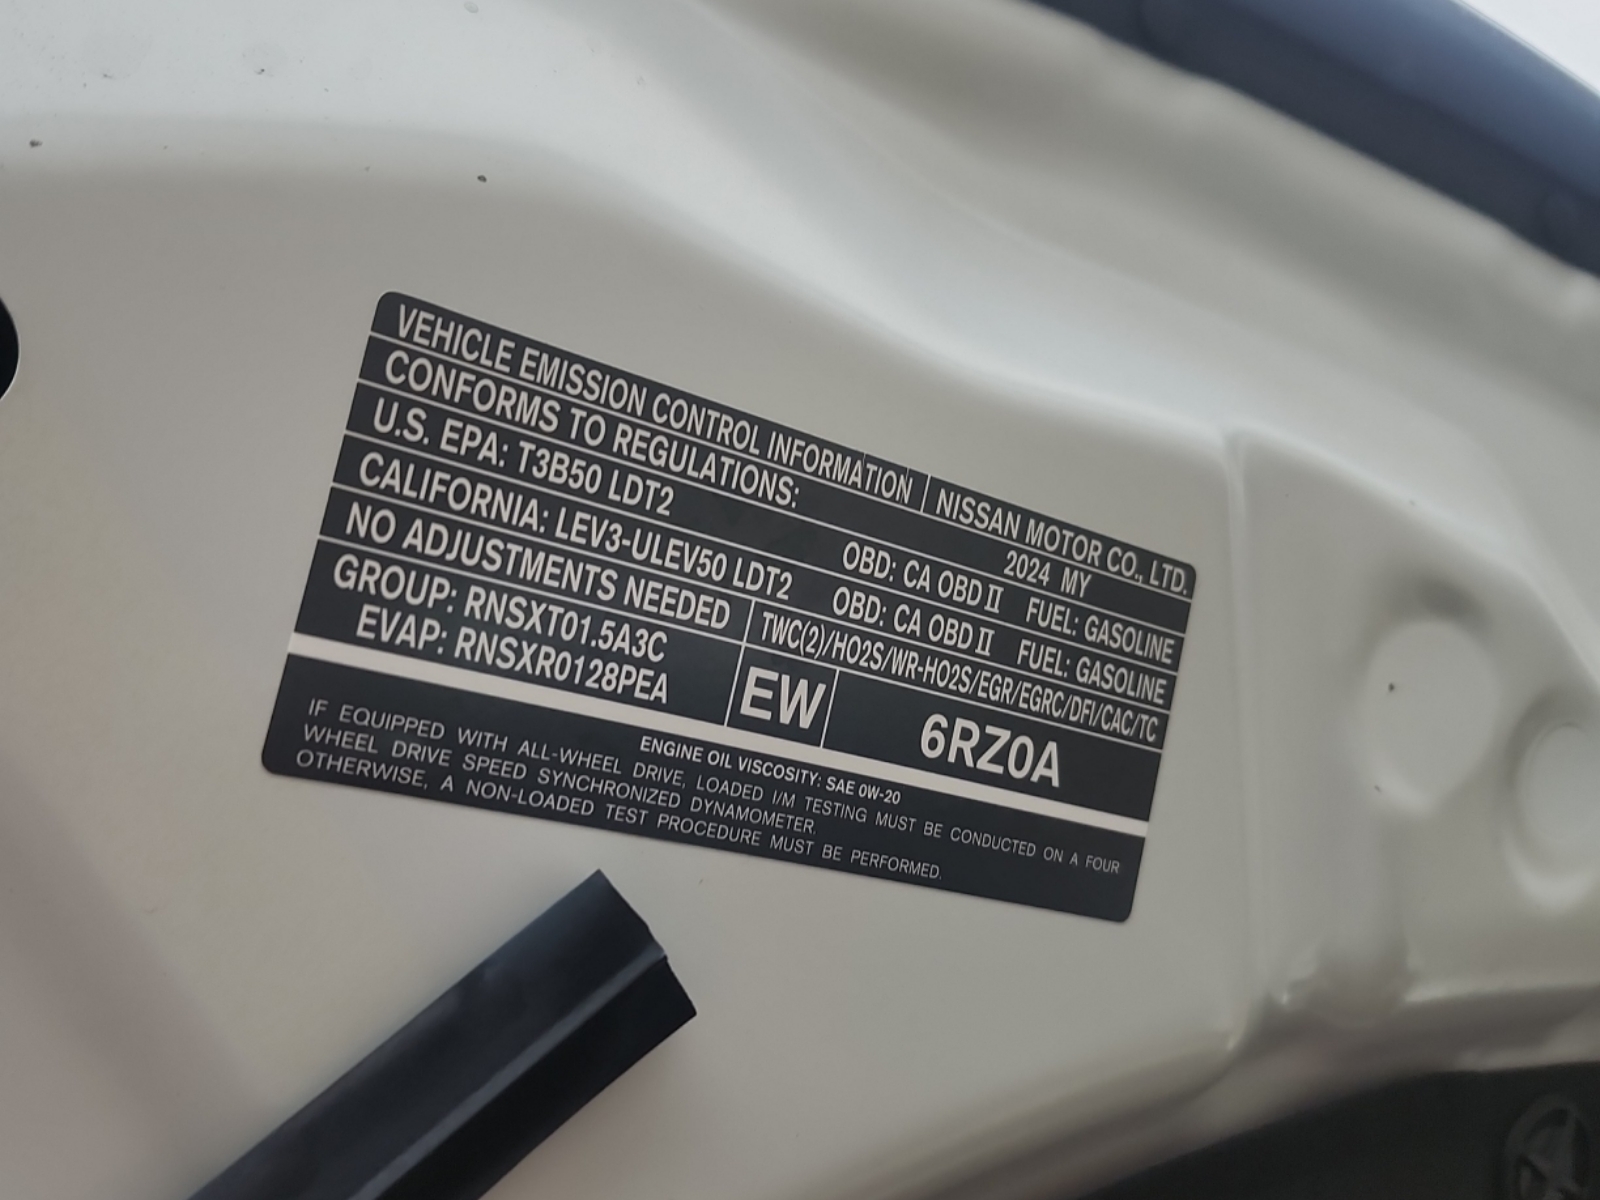 VEHICLE EMISSION CONTROL INFORMATION NISSAN MOTOR CO., LTD.
CONFORMS TO REGULATIONS: 2024 MY
U.S. EPA: T3B50 LDT2 OBD: CA OBD II FUEL: GASOLINE
CALIFORNIA: LEV3-ULEV50 LDT2 OBD: CA OBD II FUEL: GASOLINE
NO ADJUSTMENTS NEEDED TWC(2)/HO2S/WR-HO2S/EGR/EGRC/DFI/CAC/TC
GROUP: RNSXT01.5A3C
EVAP: RNSXR0128PEA
EW
6RZ0A
ENGINE OIL VISCOSITY: SAE 0W-20
IF EQUIPPED WITH ALL-WHEEL DRIVE, LOADED I/M TESTING MUST BE CONDUCTED ON A FOUR
WHEEL DRIVE SPEED SYNCHRONIZED DYNAMOMETER.
OTHERWISE, A NON-LOADED TEST PROCEDURE MUST BE PERFORMED.